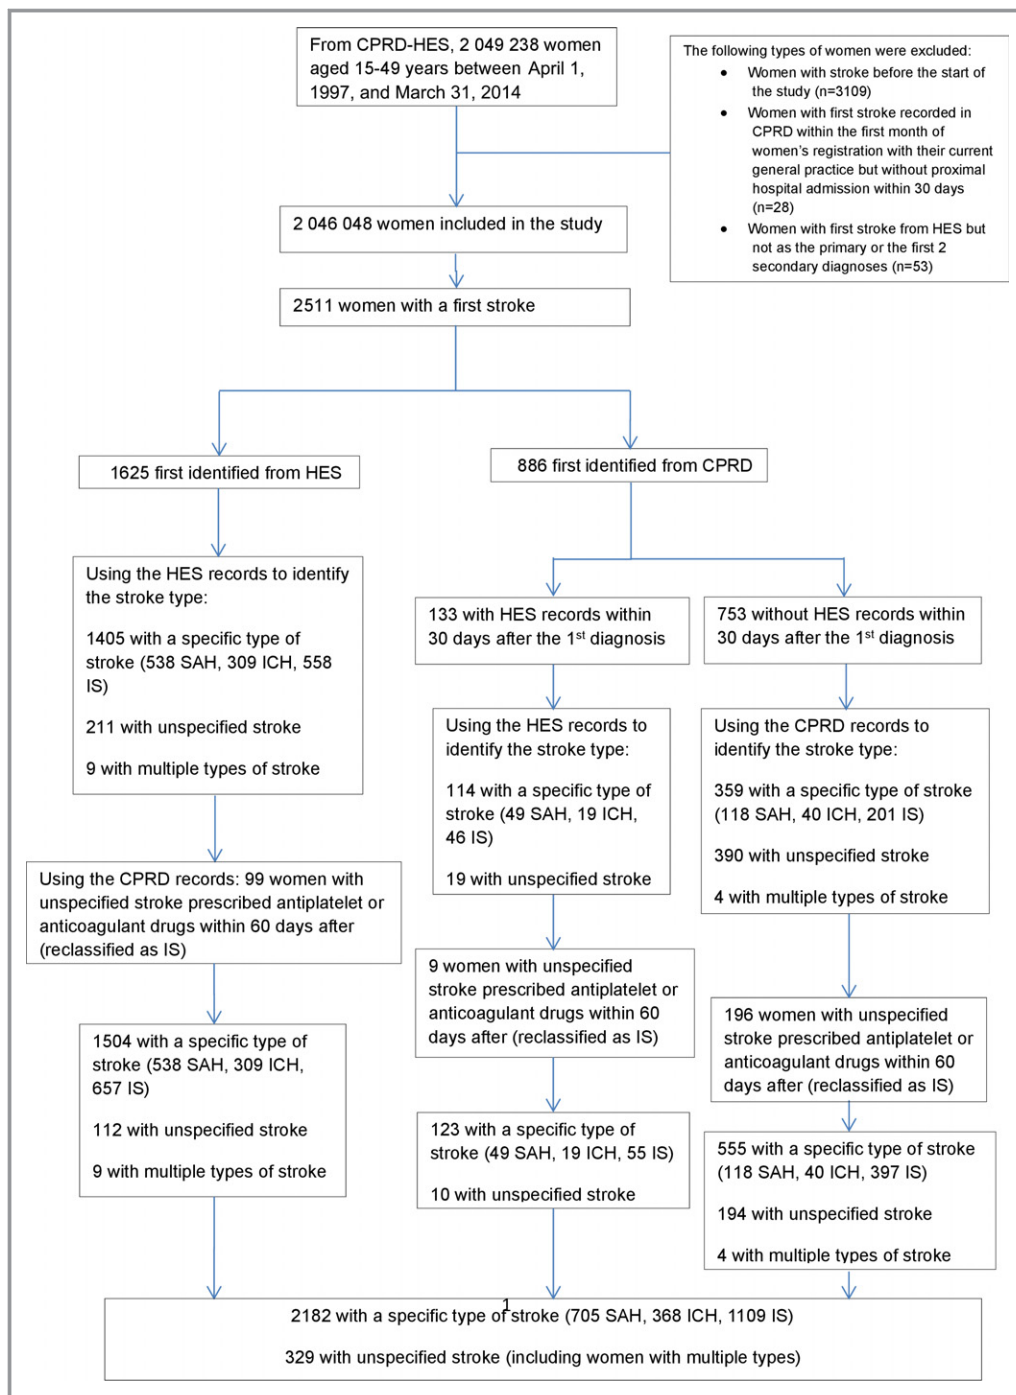 From CPRD-HES, 2 049 238 women
aged 15-49 years between April 1,
1997, and March 31, 2014
The following types of women were excluded:
• Women with stroke before the start of
the study (n=3109)
• Women with first stroke recorded in
CPRD within the first month of
women's registration with their current
general practice but without proximal
hospital admission within 30 days
(n=28)
• Women with first stroke from HES but
not as the primary or the first 2
secondary diagnoses (n=53)
2 046 048 women included in the study
2511 women with a first stroke
1625 first identified from HES
886 first identified from CPRD
Using the HES records to identify
the stroke type:
1405 with a specific type of
stroke (538 SAH, 309 ICH, 558
IS)
211 with unspecified stroke
9 with multiple types of stroke
133 with HES records within
30 days after the 1st diagnosis
753 without HES records within
30 days after the 1st diagnosis
Using the HES records to
identify the stroke type:
114 with a specific type of
stroke (49 SAH, 19 ICH,
46 IS)
19 with unspecified stroke
Using the CPRD records to
identify the stroke type:
359 with a specific type of stroke
(118 SAH, 40 ICH, 201 IS)
390 with unspecified stroke
4 with multiple types of stroke
Using the CPRD records: 99 women with
unspecified stroke prescribed antiplatelet or
anticoagulant drugs within 60 days after
(reclassified as IS)
9 women with unspecified
stroke prescribed antiplatelet or
anticoagulant drugs within 60
days after (reclassified as IS)
196 women with unspecified
stroke prescribed antiplatelet or
anticoagulant drugs within 60
days after (reclassified as IS)
1504 with a specific type of
stroke (538 SAH, 309 ICH,
657 IS)
112 with unspecified stroke
9 with multiple types of stroke
123 with a specific type of
stroke (49 SAH, 19 ICH, 55 IS)
10 with unspecified stroke
555 with a specific type of stroke
(118 SAH, 40 ICH, 397 IS)
194 with unspecified stroke
4 with multiple types of stroke
1
2182 with a specific type of stroke (705 SAH, 368 ICH, 1109 IS)
329 with unspecified stroke (including women with multiple types)